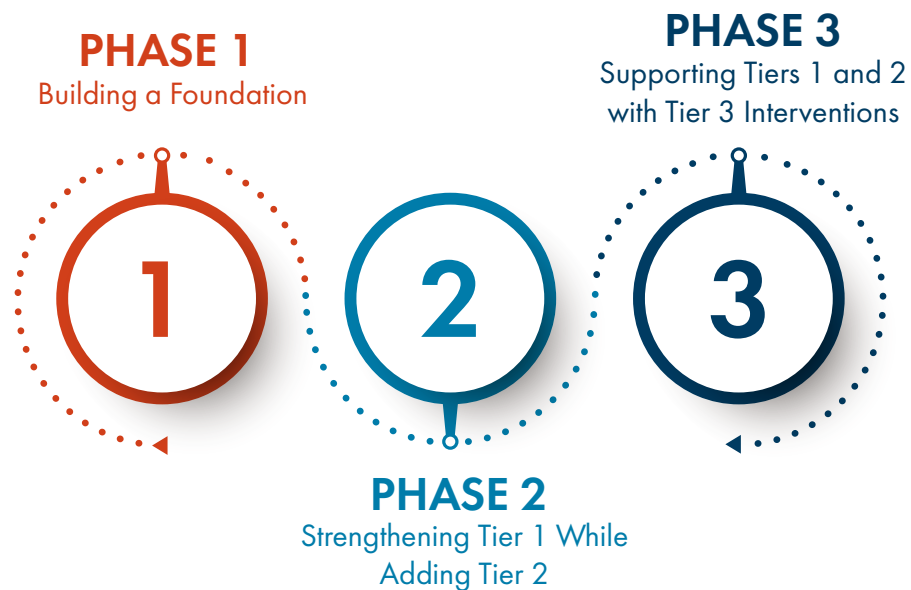 PHASE 1
Building a Foundation
1
2
PHASE 2
Strengthening Tier 1 While
Adding Tier 2
PHASE 3
Supporting Tiers 1 and 2
with Tier 3 Interventions
3